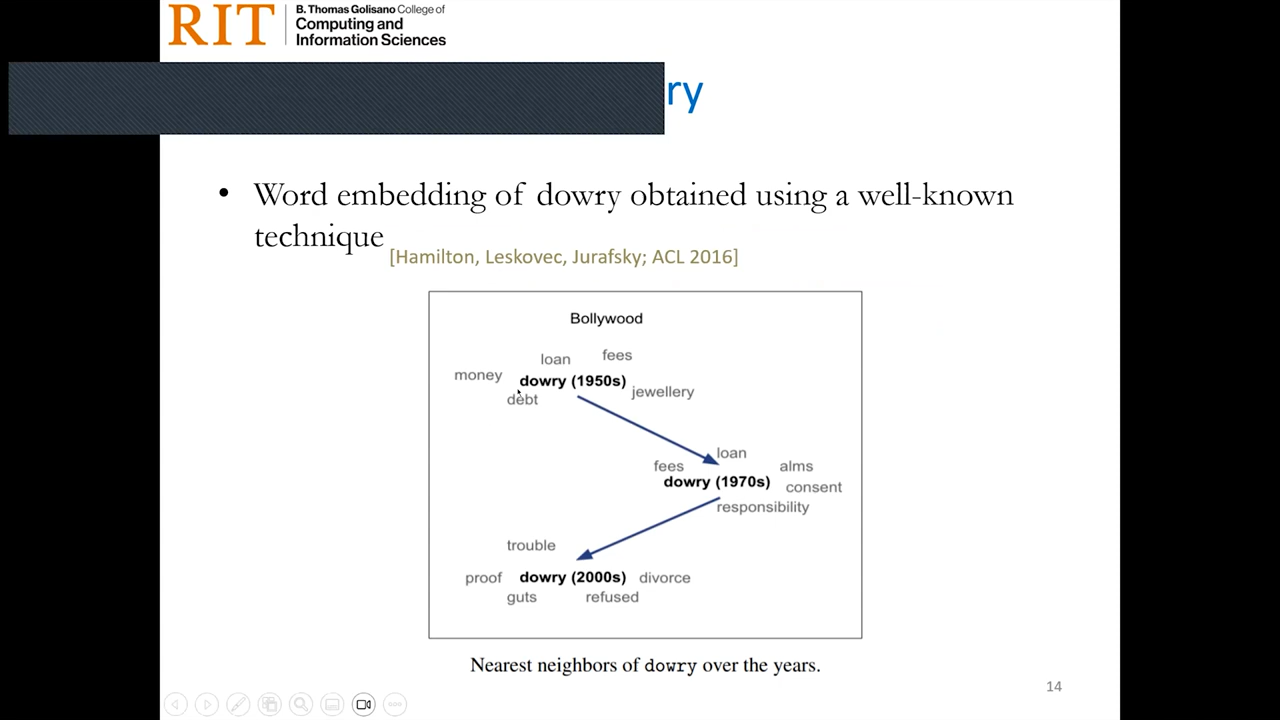 RIT
B. Thomas Golisano College of
Computing and
Information Sciences
ry
• Word embedding of dowry obtained using a well-known
technique
[Hamilton, Leskovec, Jurafsky; ACL 2016]
Bollywood
loan fees
money dowry (1950s)
debt jewellery
loan
fees alms
dowry (1970s) consent
responsibility
trouble
proof dowry (2000s) divorce
guts refused
Nearest neighbors of dowry over the years.
14